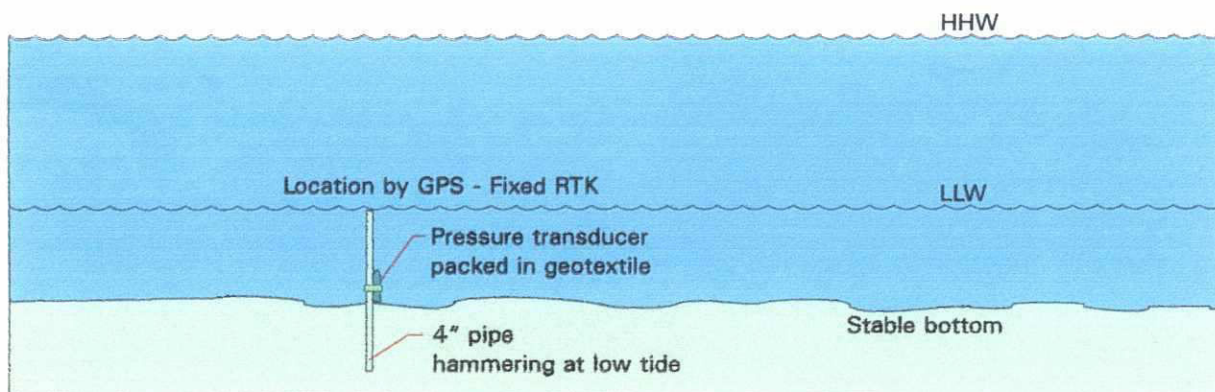 HHW
Location by GPS - Fixed RTK
LLW
Pressure transducer
packed in geotextile
Stable bottom
4" pipe
hammering at low tide